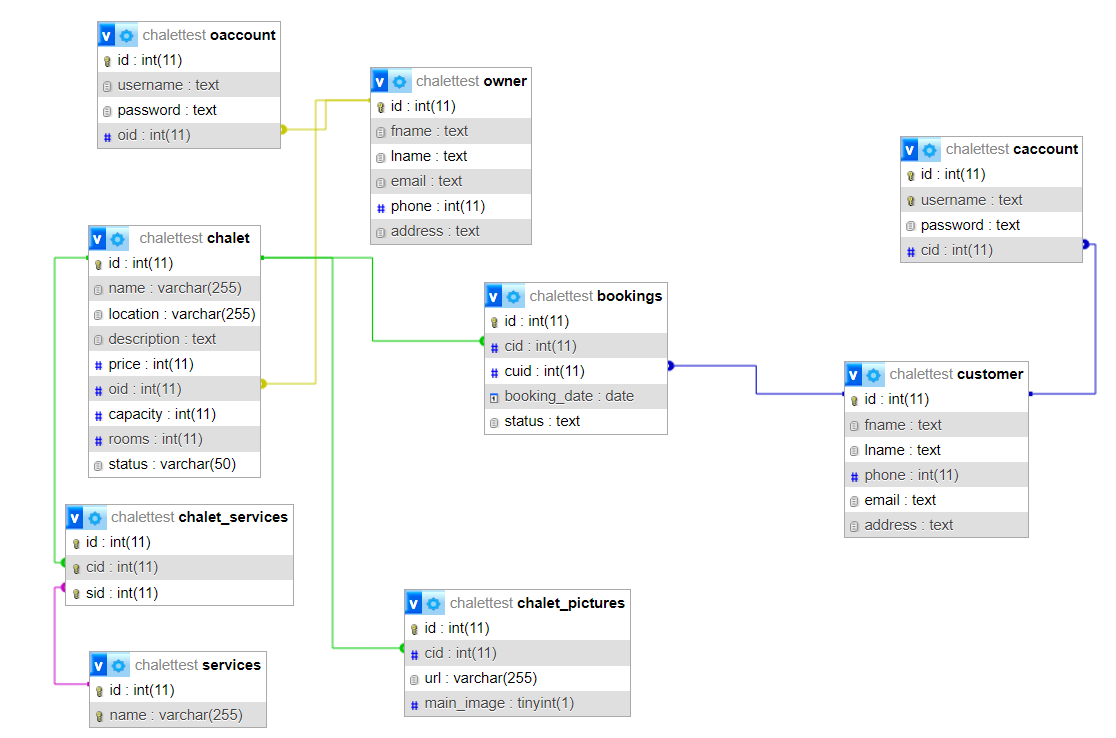 v chalettest oaccount
id : int(11)
username : text
password : text
# oid : int(11)
v chalettest owner
id : int(11)
fname : text
lname : text
email : text
# phone : int(11)
address : text
v chalettest caccount
id : int(11)
username : text
password : text
# cid : int(11)
v chalettest chalet
id : int(11)
name : varchar(255)
location : varchar(255)
description : text
# price : int(11)
# oid : int(11)
# capacity : int(11)
# rooms : int(11)
status : varchar(50)
v chalettest bookings
id : int(11)
# cid : int(11)
# cuid : int(11)
booking_date : date
status : text
v chalettest customer
id : int(11)
fname : text
lname : text
# phone : int(11)
email : text
address : text
v chalettest chalet_services
id : int(11)
cid : int(11)
sid : int(11)
v chalettest chalet_pictures
id : int(11)
# cid : int(11)
url : varchar(255)
# main_image : tinyint(1)
v chalettest services
id : int(11)
name : varchar(255)